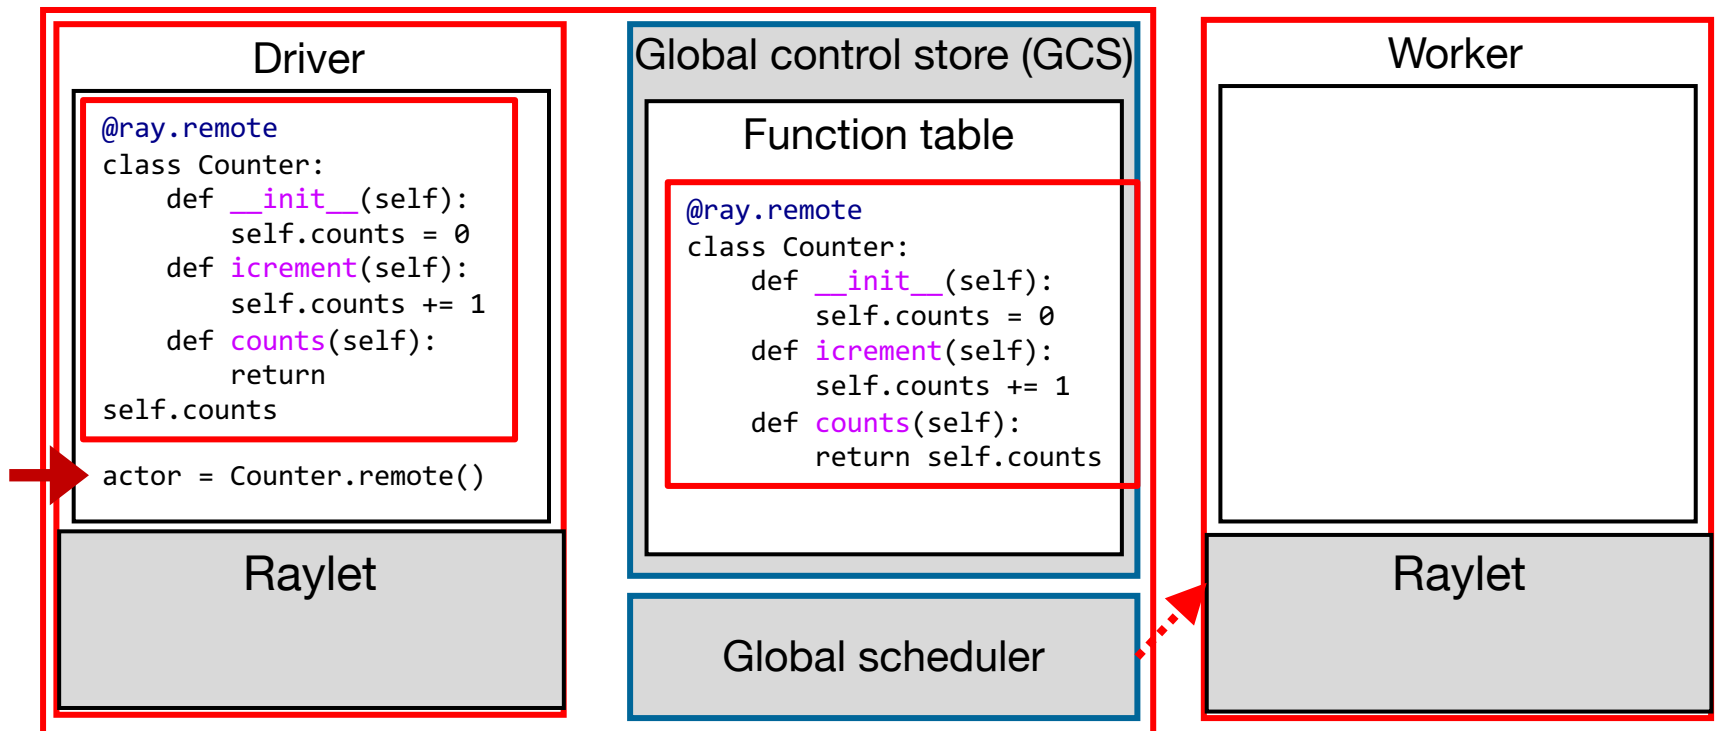 Driver
@ray.remote
class Counter:
    def __init__(self):
        self.counts = 0
    def icrement(self):
        self.counts += 1
    def counts(self):
        return
self.counts
actor = Counter.remote()
Raylet
Global control store (GCS)
Function table
@ray.remote
class Counter:
    def __init__(self):
        self.counts = 0
    def icrement(self):
        self.counts += 1
    def counts(self):
        return self.counts
Global scheduler
Worker
Raylet